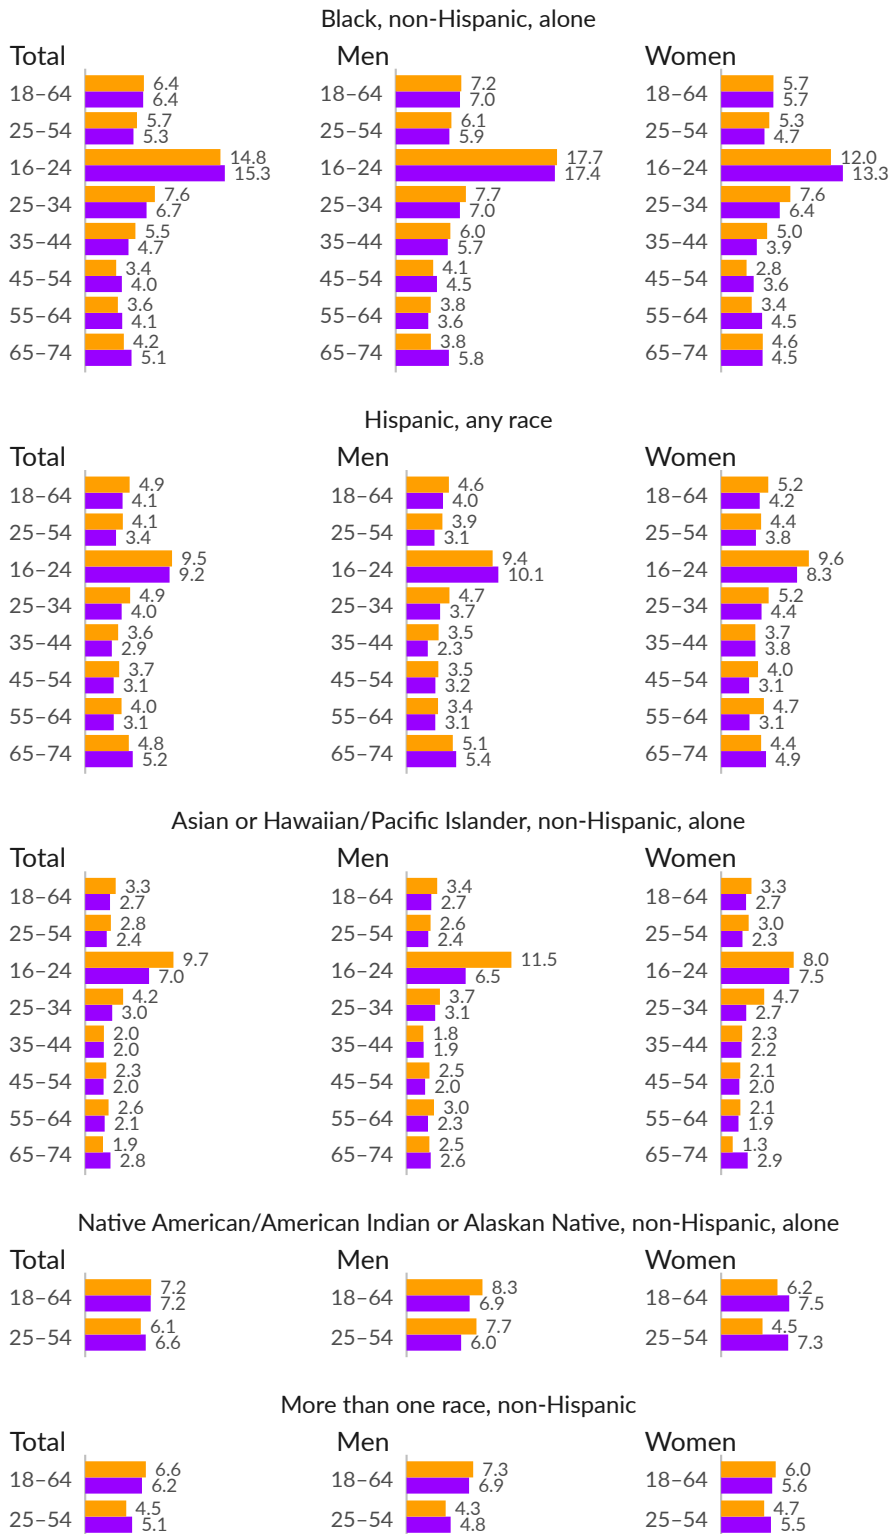 Black, non-Hispanic, alone
Total Men Women
18–64 6.4 6.4 18–64 7.2 7.0 18–64 5.7 5.7
25–54 5.7 5.3 25–54 6.1 5.9 25–54 5.3 4.7
16–24 14.8 15.3 16–24 17.7 17.4 16–24 12.0 13.3
25–34 7.6 6.7 25–34 7.7 7.0 25–34 7.6 6.4
35–44 5.5 4.7 35–44 6.0 5.7 35–44 5.0 3.9
45–54 3.4 4.0 45–54 4.1 4.5 45–54 2.8 3.6
55–64 3.6 4.1 55–64 3.8 3.6 55–64 3.4 4.5
65–74 4.2 5.1 65–74 3.8 5.8 65–74 4.6 4.5
Hispanic, any race
Total Men Women
18–64 4.9 4.1 18–64 4.6 4.0 18–64 5.2 4.2
25–54 4.1 3.4 25–54 3.9 3.1 25–54 4.4 3.8
16–24 9.5 9.2 16–24 9.4 10.1 16–24 9.6 8.3
25–34 4.9 4.0 25–34 4.7 3.7 25–34 5.2 4.4
35–44 3.6 2.9 35–44 3.5 2.3 35–44 3.7 3.8
45–54 3.7 3.1 45–54 3.5 3.2 45–54 4.0 3.1
55–64 4.0 3.1 55–64 3.4 3.1 55–64 4.7 3.1
65–74 4.8 5.2 65–74 5.1 5.4 65–74 4.4 4.9
Asian or Hawaiian/Pacific Islander, non-Hispanic, alone
Total Men Women
18–64 3.3 2.7 18–64 3.4 2.7 18–64 3.3 2.7
25–54 2.8 2.4 25–54 2.6 2.4 25–54 3.0 2.3
16–24 9.7 7.0 16–24 11.5 6.5 16–24 8.0 7.5
25–34 4.2 3.0 25–34 3.7 3.1 25–34 4.7 2.7
35–44 2.0 2.0 35–44 1.8 1.9 35–44 2.3 2.2
45–54 2.3 2.0 45–54 2.5 2.0 45–54 2.1 2.0
55–64 2.6 2.1 55–64 3.0 2.3 55–64 2.1 1.9
65–74 1.9 2.8 65–74 2.5 2.6 65–74 1.3 2.9
Native American/American Indian or Alaskan Native, non-Hispanic, alone
Total Men Women
18–64 7.2 7.2 18–64 8.3 6.9 18–64 6.2 7.5
25–54 6.1 6.6 25–54 7.7 6.0 25–54 4.5 7.3
More than one race, non-Hispanic
Total Men Women
18–64 6.6 6.2 18–64 7.3 6.9 18–64 6.0 5.6
25–54 4.5 5.1 25–54 4.3 4.8 25–54 4.7 5.5